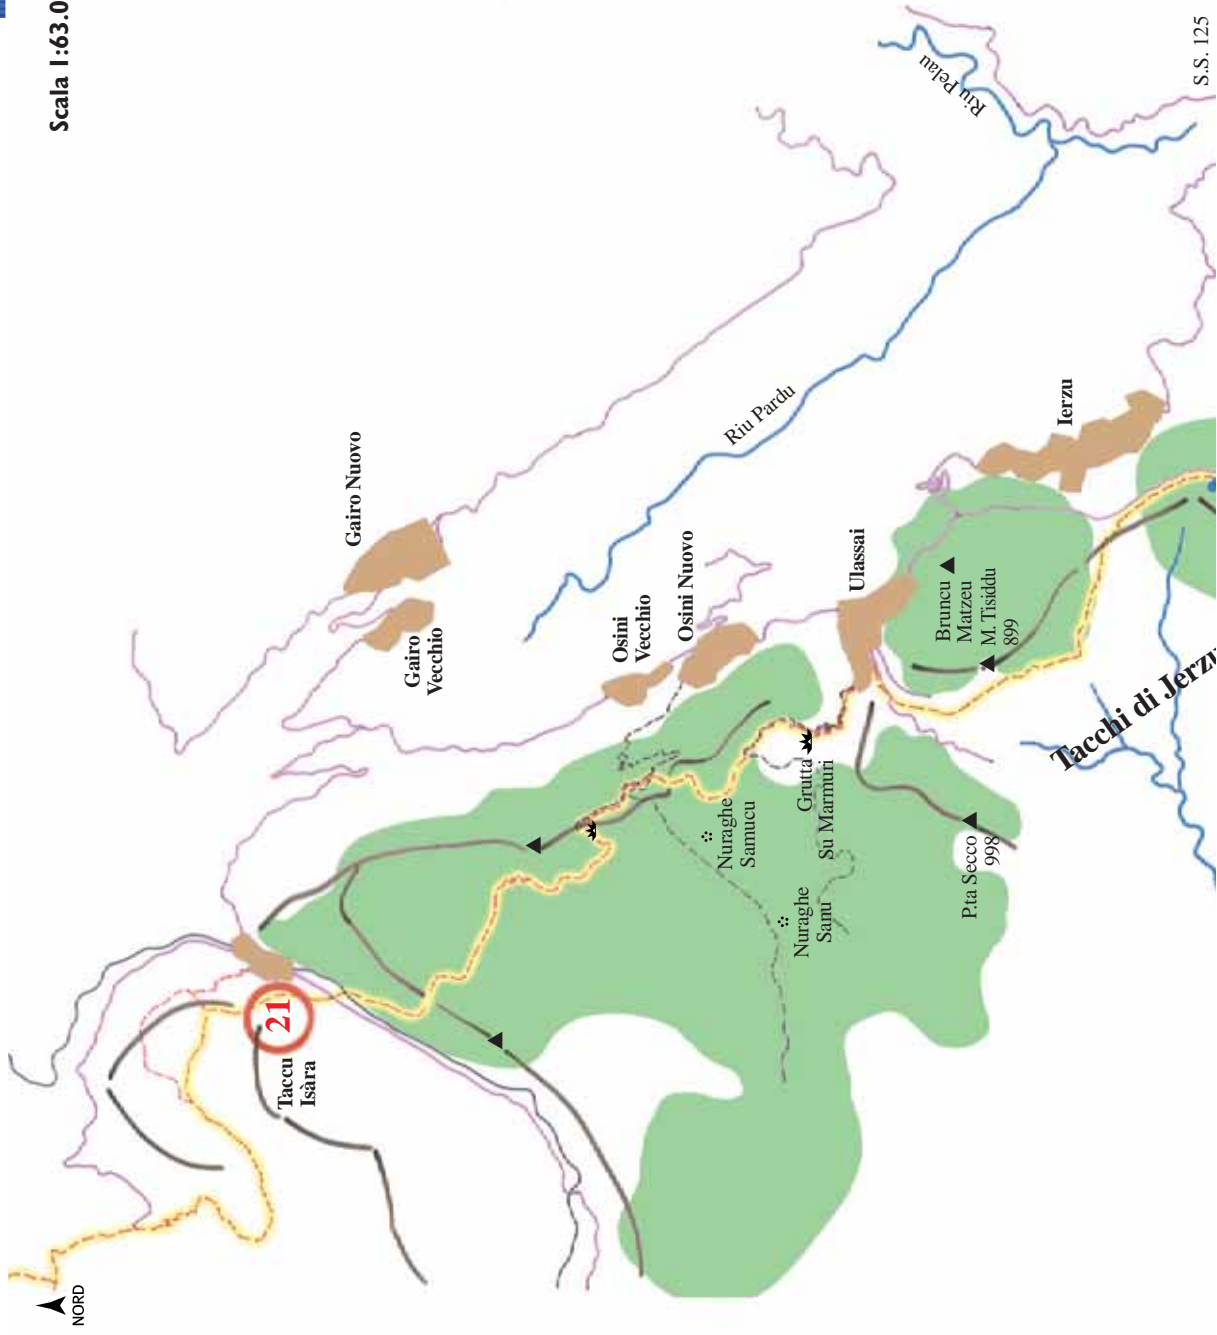 Scala 1:63.0
Riu Pelau
S.S. 125
Gairo Nuovo
Riu Pardu
Ierzu
Gairo
Vecchio
Osini
Vecchio
Osini Nuovo
Ulassai
Bruncu
Matzeu
M. Tisiddu
899
Tacchi di Jerzu
Grutta
Su Marmuri
Nuraghe
Samucu
Nuraghe
Sanu
P.ta Secco
998
21
Taccu
Isàra
NORD